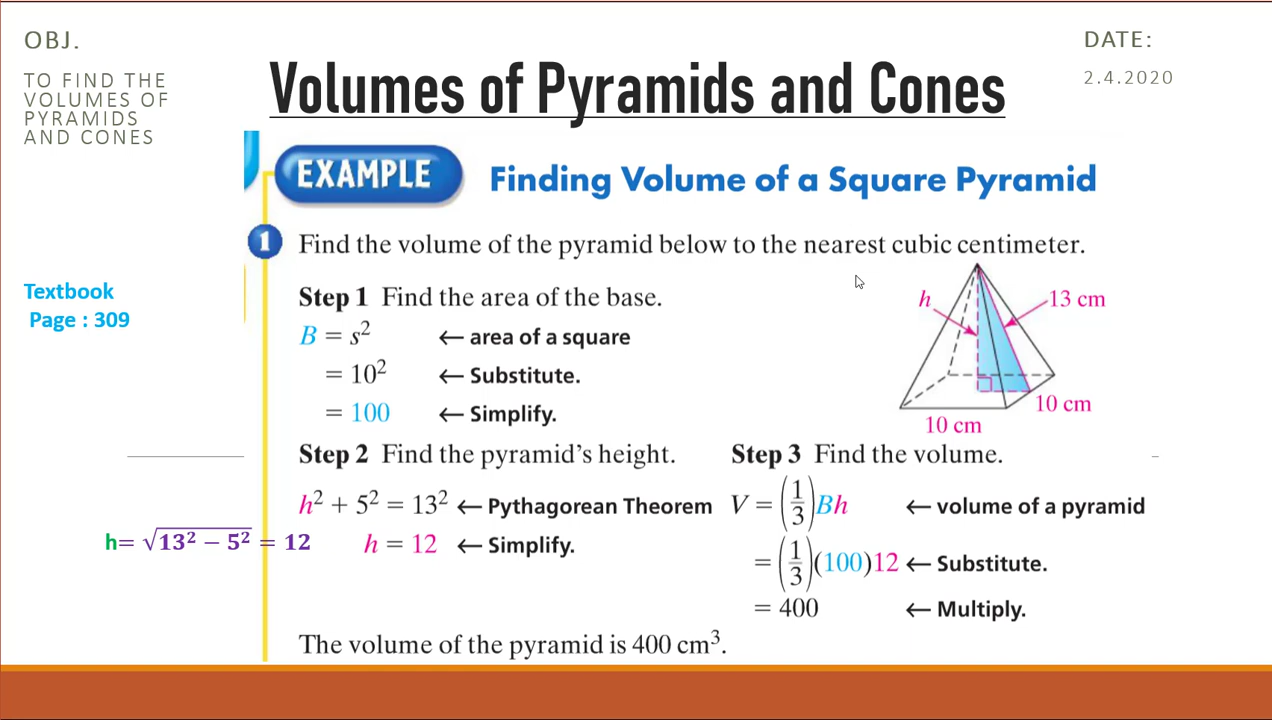 OBJ.
TO FIND THE
VOLUMES OF
PYRAMIDS
AND CONES
Volumes of Pyramids and Cones
DATE:
2.4.2020
EXAMPLE
Finding Volume of a Square Pyramid
1 Find the volume of the pyramid below to the nearest cubic centimeter.
Textbook
Page : 309
Step 1 Find the area of the base.
B = s² ← area of a square
= 10² ← Substitute.
= 100 ← Simplify.
h
13 cm
10 cm
10 cm
Step 2 Find the pyramid's height.
h² + 5² = 13² ← Pythagorean Theorem
h= √13² − 5² = 12
h = 12 ← Simplify.
Step 3 Find the volume.
V = (1/3)Bh ← volume of a pyramid
= (1/3)(100)12 ← Substitute.
= 400 ← Multiply.
The volume of the pyramid is 400 cm³.